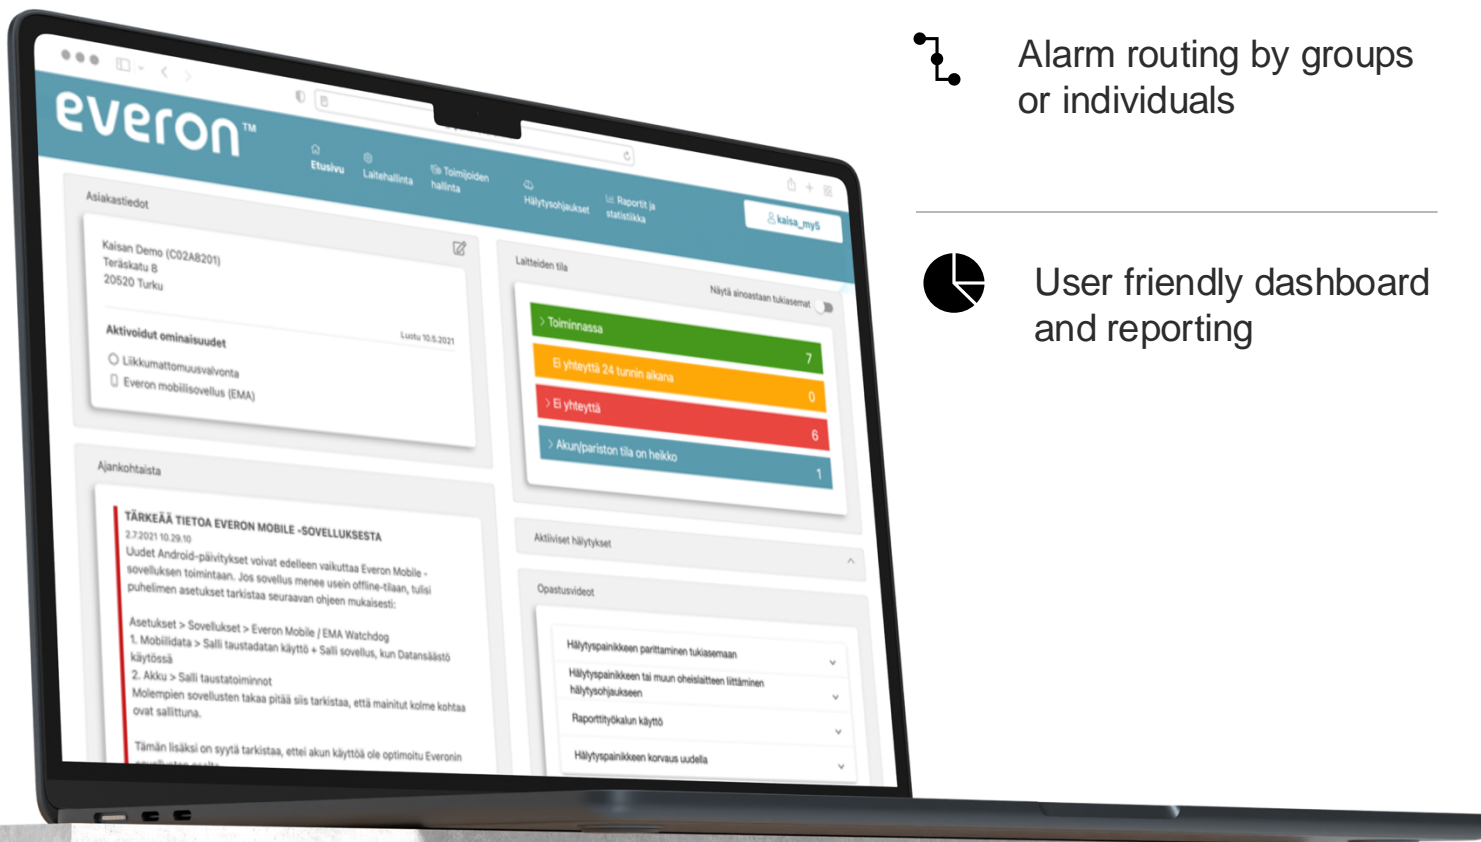 everon™
Etusivu
Laitehallinta
Toimijoiden
hallinta
Hälytysohjaukset
Raportit ja
statistiikka
kaisa_my5
Asiakastiedot
Kaisan Demo (C02A8201)
Teräskatu 8
20520 Turku
Luotu 10.5.2021
Aktivoidut ominaisuudet
Liikkumattomuusvalvonta
Everon mobiilisovellus (EMA)
Ajankohtaista
TÄRKEÄÄ TIETOA EVERON MOBILE -SOVELLUKSESTA
2.7.2021 10.29.10
Uudet Android-päivitykset voivat edelleen vaikuttaa Everon Mobile -
sovelluksen toimintaan. Jos sovellus menee usein offline-tilaan, tulisi
puhelimen asetukset tarkistaa seuraavan ohjeen mukaisesti:
Asetukset > Sovellukset > Everon Mobile / EMA Watchdog
1. Mobiilidata > Salli taustadatan käyttö + Salli sovellus, kun Datansäästö
käytössä
2. Akku > Salli taustatoiminnot
Molempien sovellusten takaa pitää siis tarkistaa, että mainitut kolme kohtaa
ovat sallittuna.
Tämän lisäksi on syytä tarkistaa, ettei akun käyttöä ole optimoitu Everonin
Laitteiden tila
Näytä ainoastaan tukiasemat
> Toiminnassa 7
Ei yhteyttä 24 tunnin aikana 0
> Ei yhteyttä 6
> Akun/pariston tila on heikko 1
Aktiiviset hälytykset
Opastusvideot
Hälytyspainikkeen parittaminen tukiasemaan
Hälytyspainikkeen tai muun oheislaitteen liittäminen
hälytysohjaukseen
Raporttityökalun käyttö
Hälytyspainikkeen korvaus uudella
Alarm routing by groups
or individuals
User friendly dashboard
and reporting